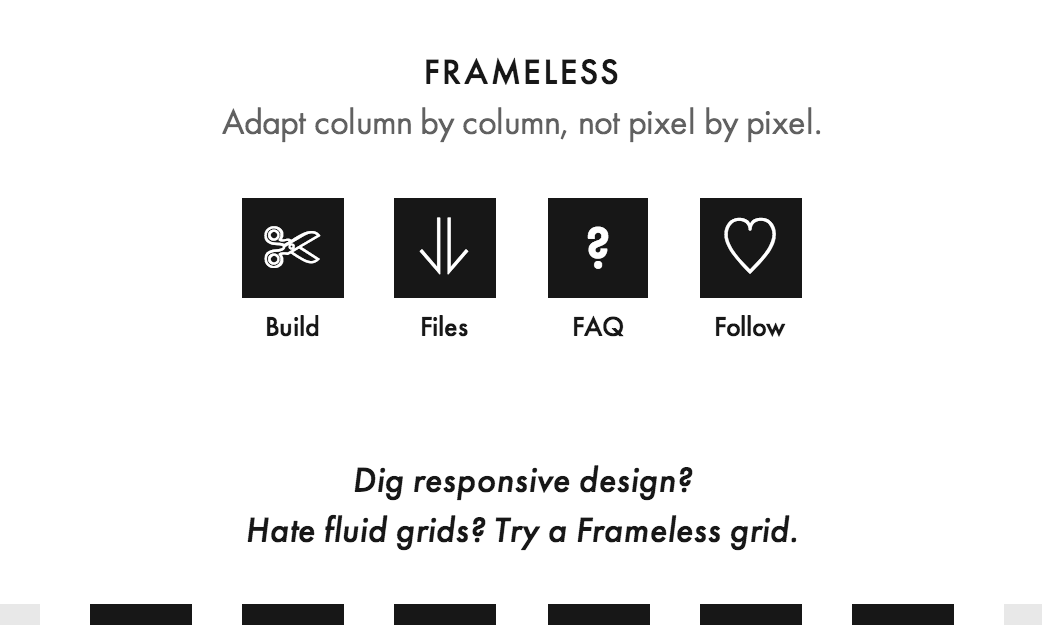 FRAMELESS
Adapt column by column, not pixel by pixel.
?
Build Files FAQ Follow
Dig responsive design?
Hate fluid grids? Try a Frameless grid.